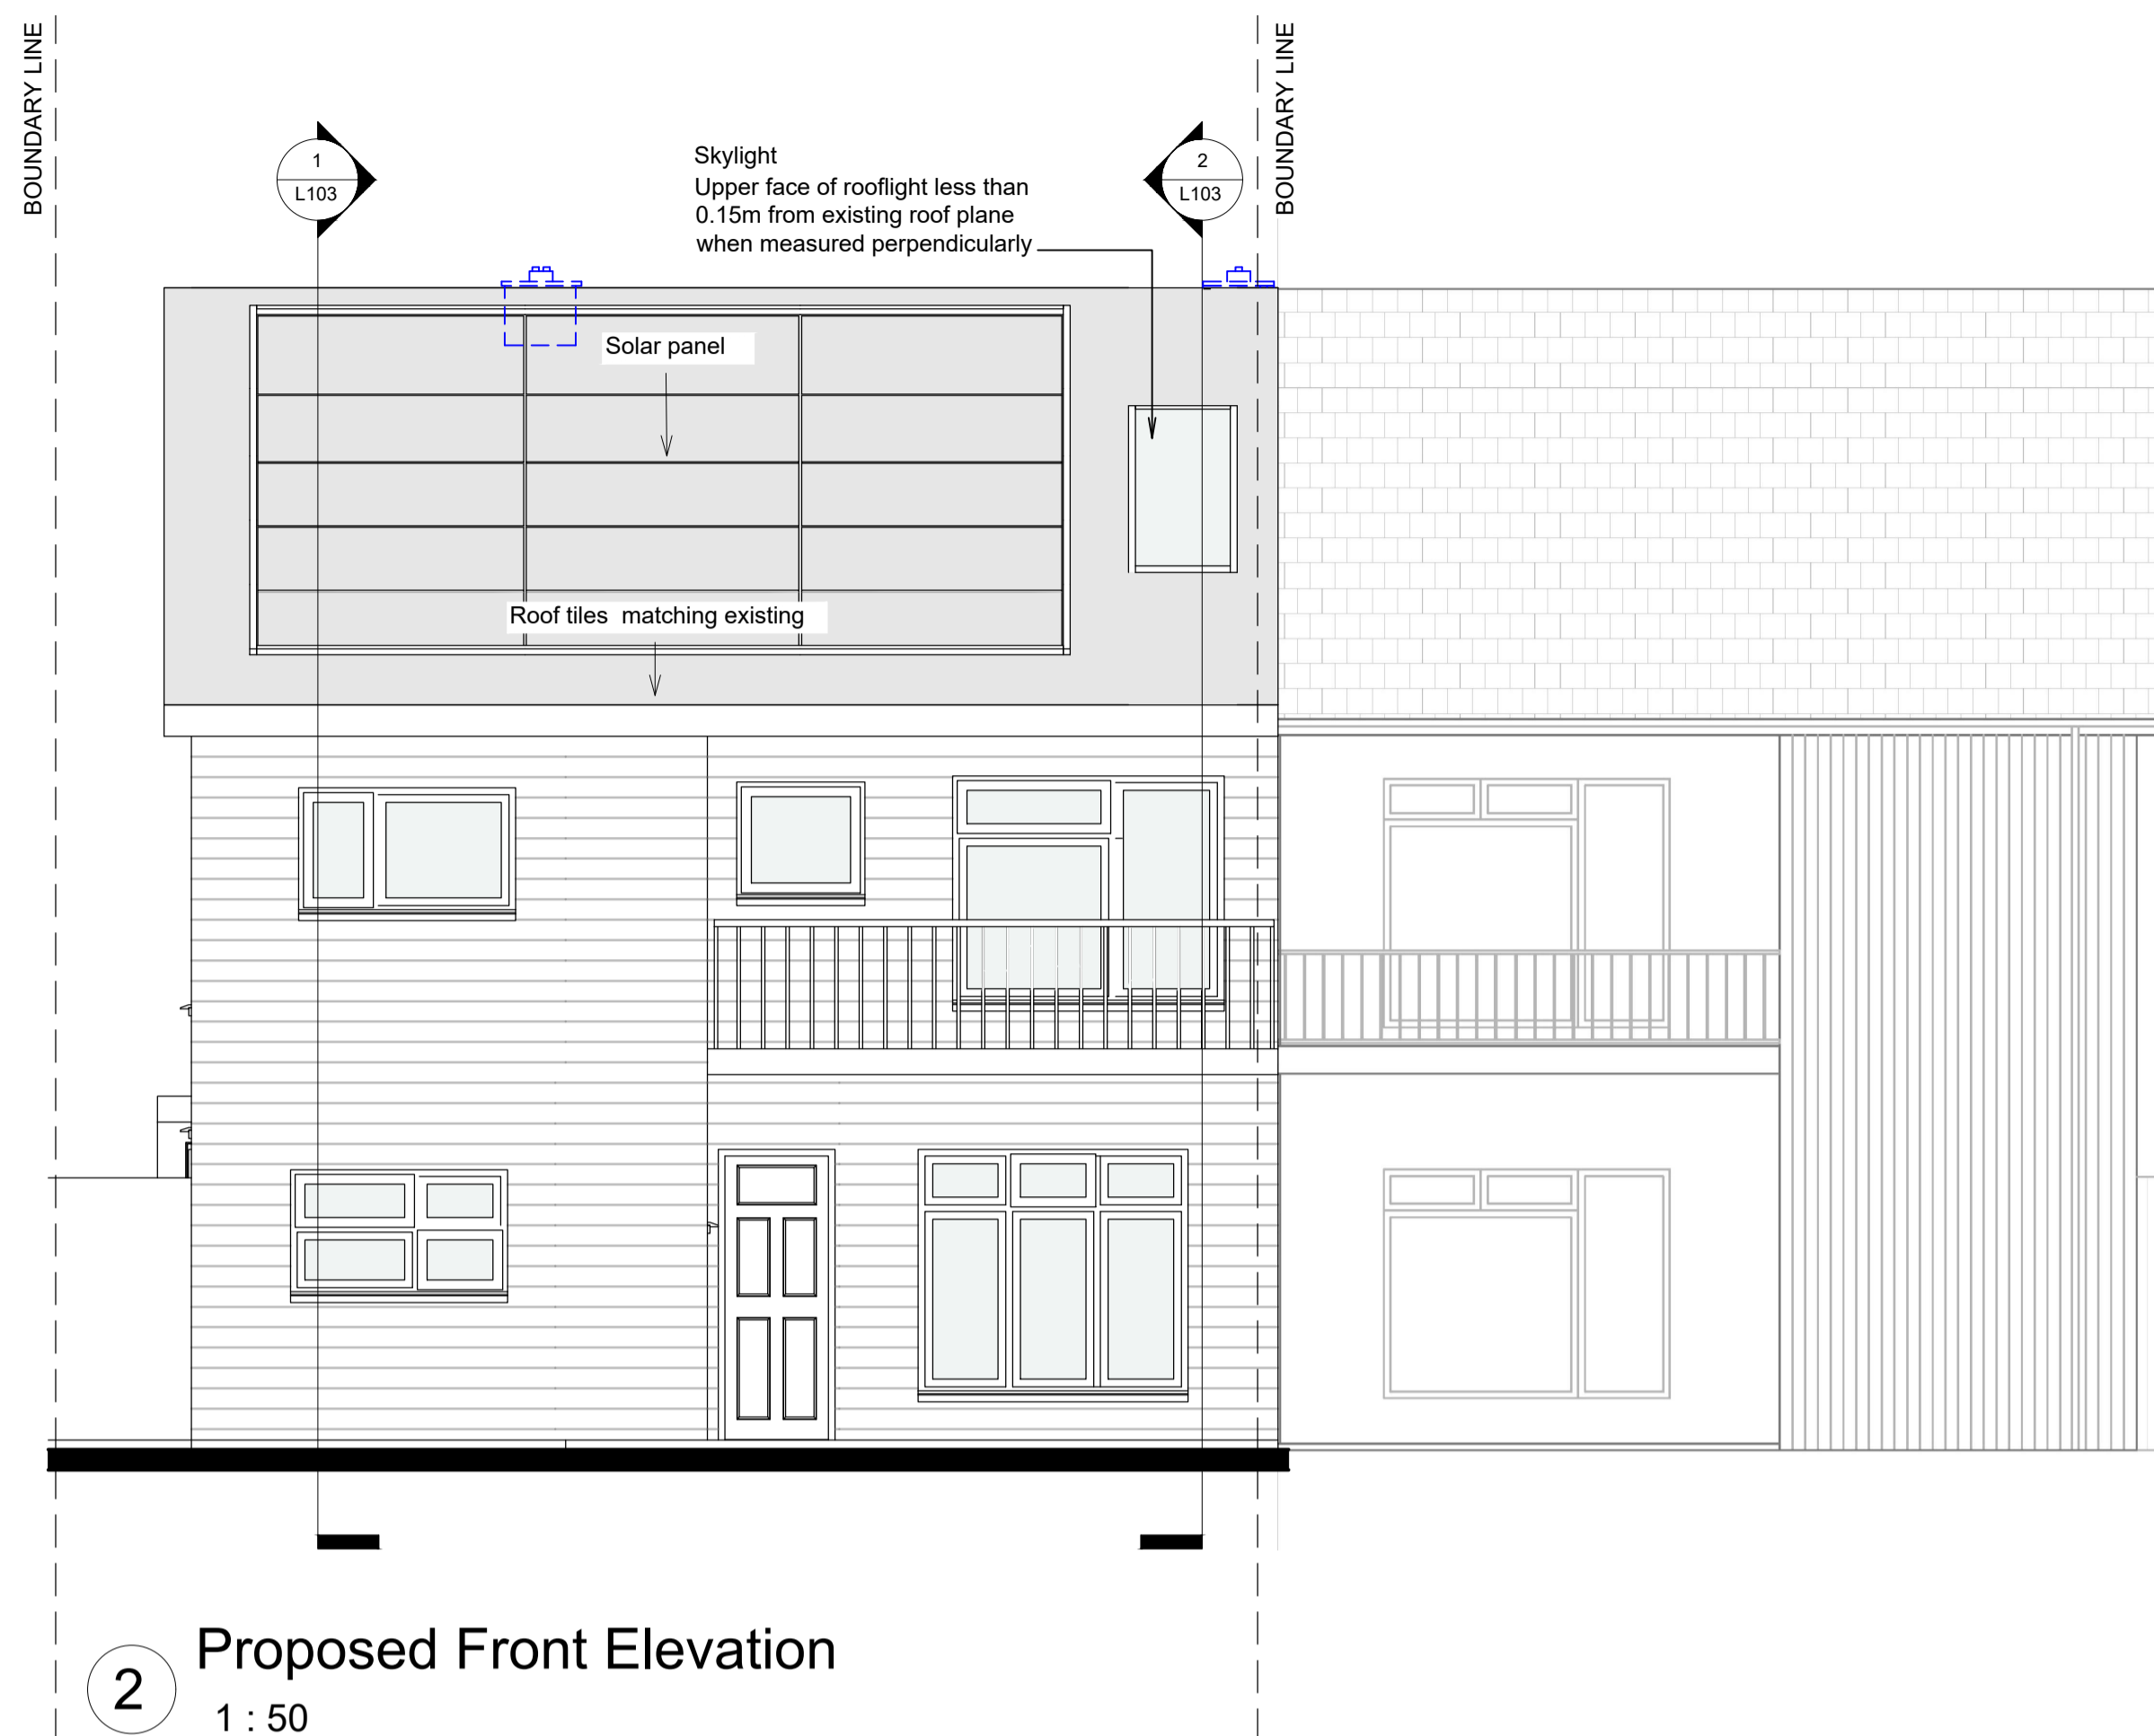 BOUNDARY LINE
BOUNDARY LINE
1
L103
Skylight
Upper face of rooflight less than
0.15m from existing roof plane
when measured perpendicularly
2
L103
Solar panel
Roof tiles  matching existing
Proposed Front Elevation
2
1 : 50